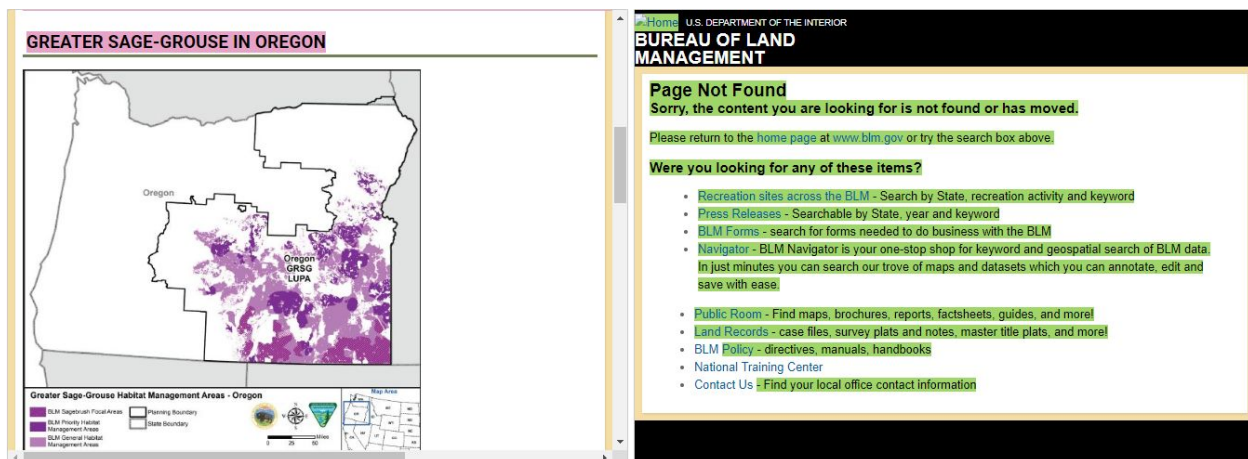 GREATER SAGE-GROUSE IN OREGON
Oregon
Oregon
GRSG
LUPA
Greater Sage-Grouse Habitat Management Areas - Oregon
BLM Sagebrush Focal Areas
BLM Priority Habitat
Management Areas
BLM General Habitat
Management Areas
Planning Boundary
State Boundary
Miles
0 25 50
Map Area
Home U.S. DEPARTMENT OF THE INTERIOR
BUREAU OF LAND
MANAGEMENT
Page Not Found
Sorry, the content you are looking for is not found or has moved.
Please return to the home page at www.blm.gov or try the search box above.
Were you looking for any of these items?
Recreation sites across the BLM - Search by State, recreation activity and keyword
Press Releases - Searchable by State, year and keyword
BLM Forms - search for forms needed to do business with the BLM
Navigator - BLM Navigator is your one-stop shop for keyword and geospatial search of BLM data.
In just minutes you can search our trove of maps and datasets which you can annotate, edit and
save with ease.
Public Room - Find maps, brochures, reports, factsheets, guides, and more!
Land Records - case files, survey plats and notes, master title plats, and more!
BLM Policy - directives, manuals, handbooks
National Training Center
Contact Us - Find your local office contact information